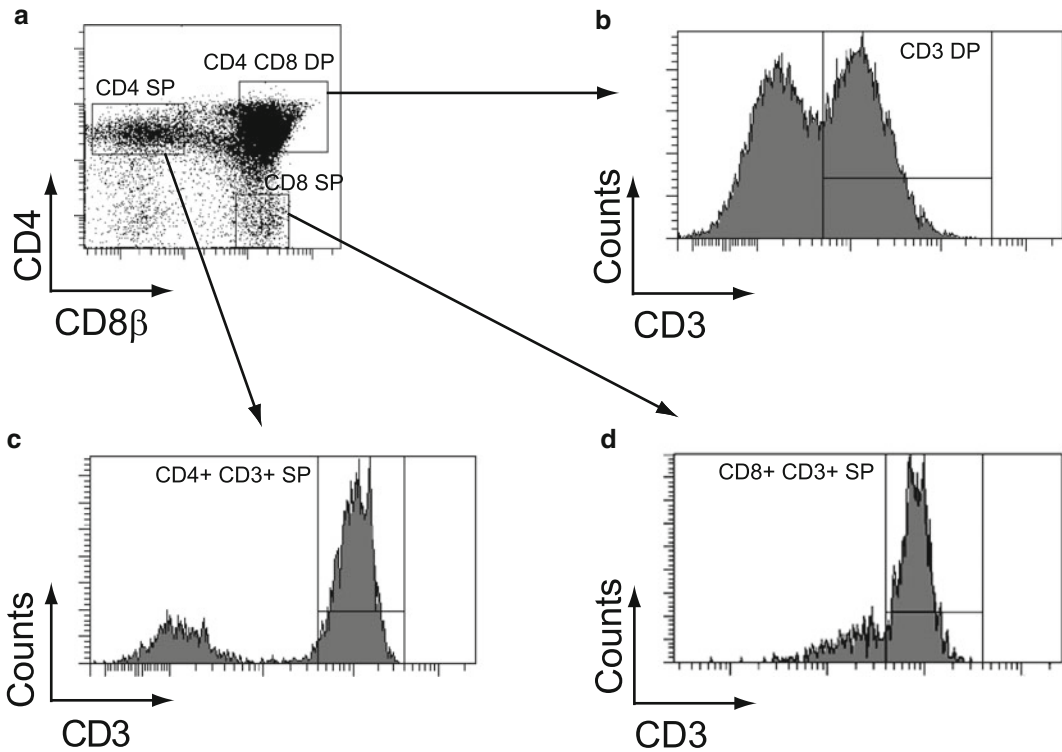 a
CD4 SP
CD4 CD8 DP
CD8 SP
CD4
CD8β
b
CD3 DP
Counts
CD3
c
CD4+ CD3+ SP
Counts
CD3
d
CD8+ CD3+ SP
Counts
CD3